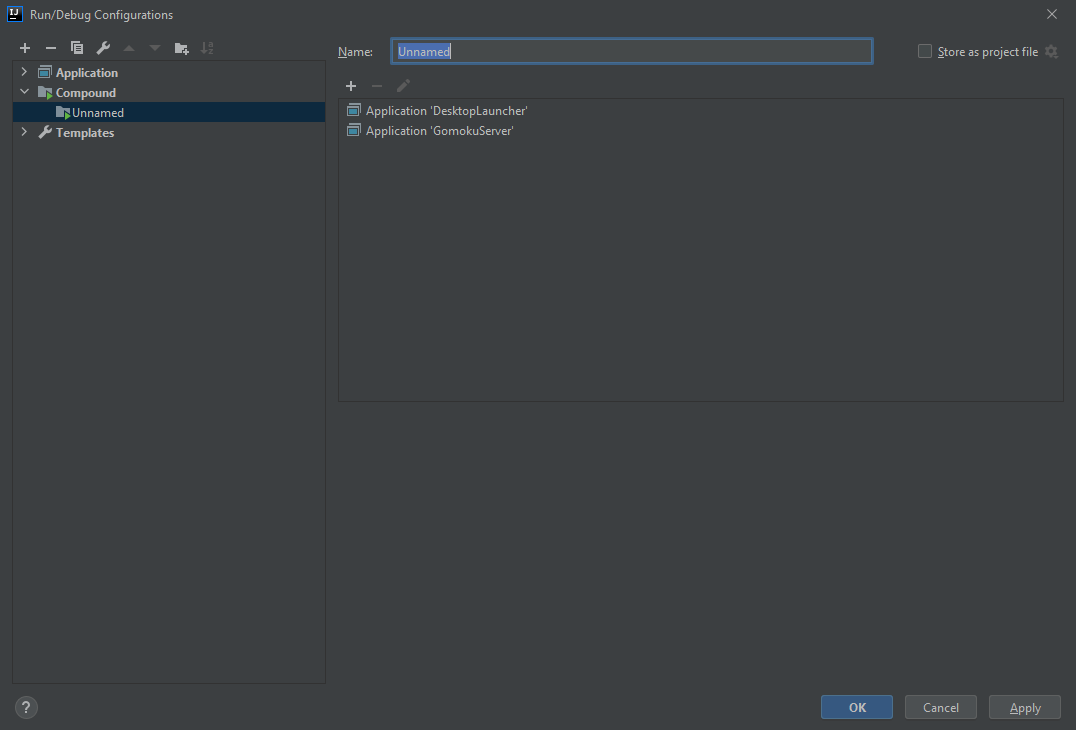 Run/Debug Configurations
Name: Unnamed Store as project file
Application
Compound
Unnamed
Templates
Application 'DesktopLauncher'
Application 'GomokuServer'
? OK Cancel Apply